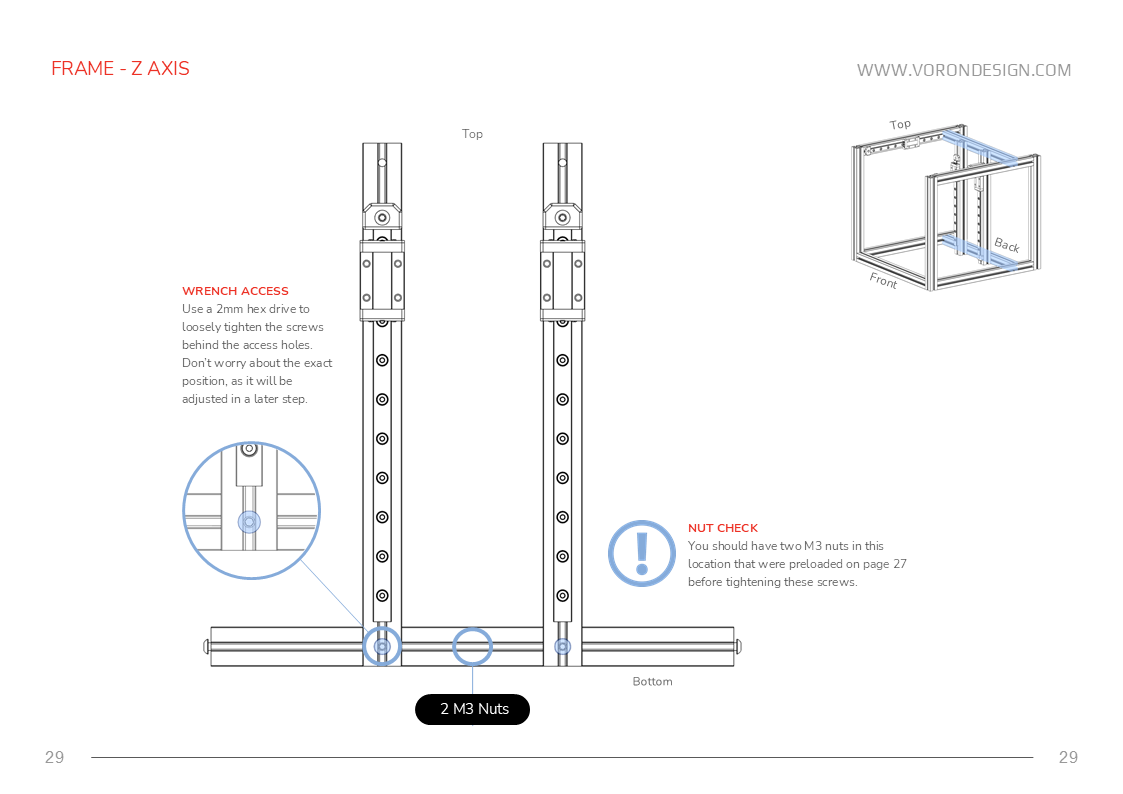 FRAME - Z AXIS
WWW.VORONDESIGN.COM
Top
Top
Back
Front
WRENCH ACCESS
Use a 2mm hex drive to
loosely tighten the screws
behind the access holes.
Don't worry about the exact
position, as it will be
adjusted in a later step.
NUT CHECK
You should have two M3 nuts in this
location that were preloaded on page 27
before tightening these screws.
Bottom
2 M3 Nuts
29
29